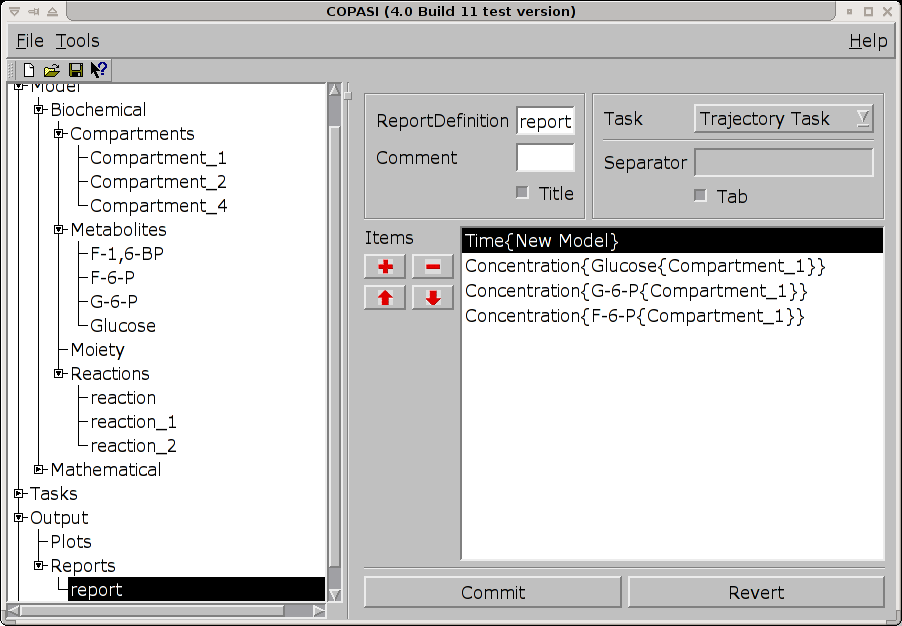 COPASI (4.0 Build 11 test version)
File Tools Help
Model
Biochemical
Compartments
Compartment_1
Compartment_2
Compartment_4
Metabolites
F-1,6-BP
F-6-P
G-6-P
Glucose
Moiety
Reactions
reaction
reaction_1
reaction_2
Mathematical
Tasks
Output
Plots
Reports
report
ReportDefinition report
Comment
Title
Task Trajectory Task
Separator
Tab
Items
Time{New Model}
Concentration{Glucose{Compartment_1}}
Concentration{G-6-P{Compartment_1}}
Concentration{F-6-P{Compartment_1}}
Commit Revert